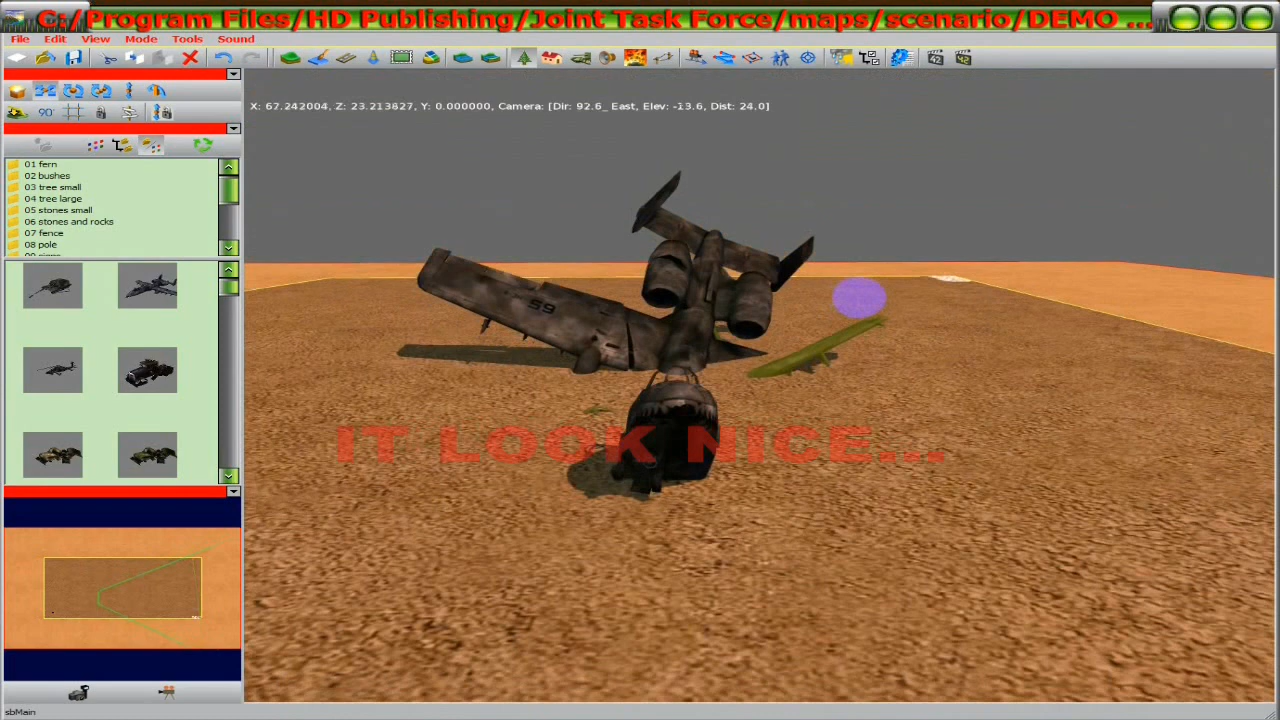 C:/Program Files/HD Publishing/Joint Task Force/maps/scenario/DEMO ...
File Edit View Mode Tools Sound
X: 67.242004, Z: 23.213827, Y: 0.000000, Camera: [Dir: 92.6_ East, Elev: -13.6, Dist: 24.0]
90°
01 fern
02 bushes
03 tree small
04 tree large
05 stones small
06 stones and rocks
07 fence
08 pole
59
IT LOOK NICE...
sbMain